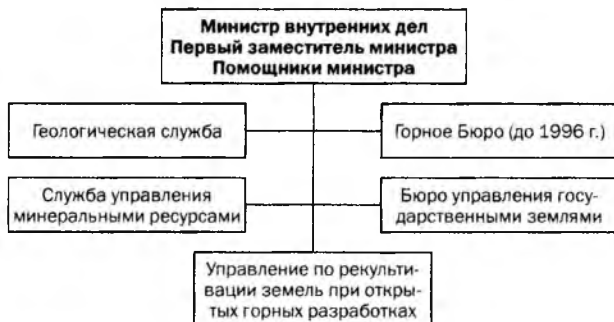 Министр внутренних дел
Первый заместитель министра
Помощники министра
Геологическая служба
Горное Бюро (до 1996 г.)
Служба управления
минеральными ресурсами
Бюро управления госу-
дарственными землями
Управление по рекульти-
вации земель при откры-
тых горных разработках